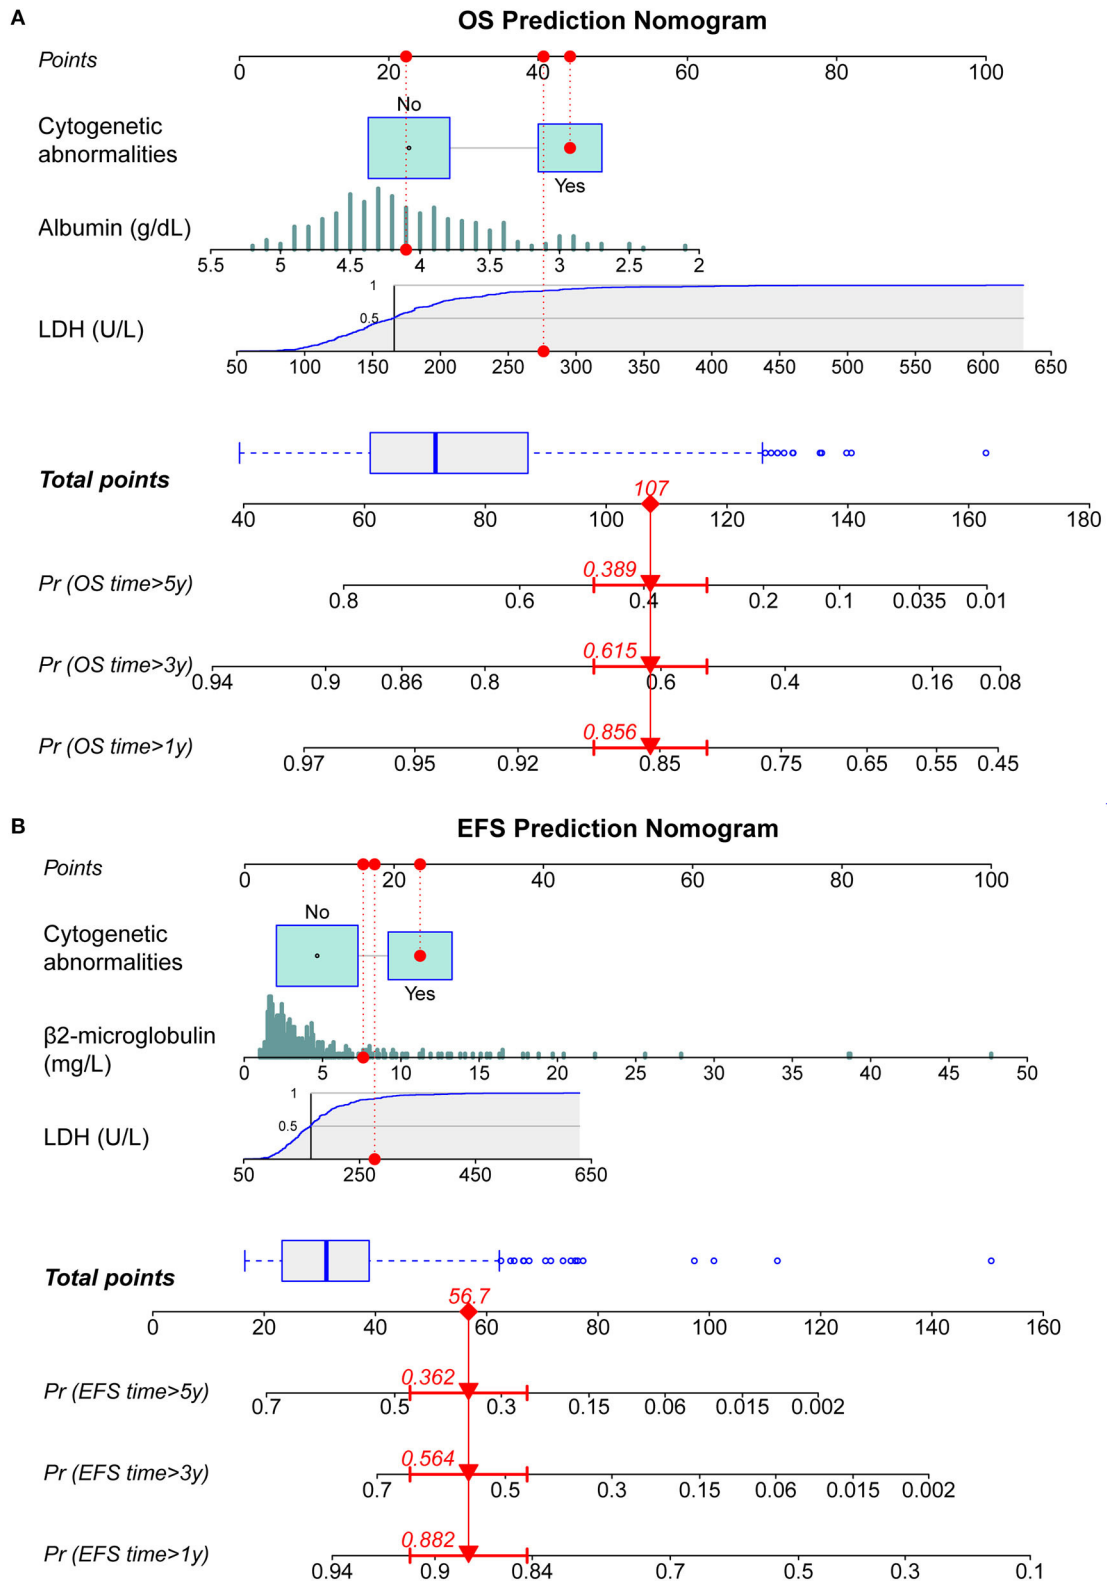 A
OS Prediction Nomogram
Points
0 20 40 60 80 100
No
Cytogenetic
abnormalities
Yes
Albumin (g/dL)
5.5 5 4.5 4 3.5 3 2.5 2
1
0.5
LDH (U/L)
50 100 150 200 250 300 350 400 450 500 550 600 650
Total points
107
40 60 80 100 120 140 160 180
0.389
Pr (OS time>5y)
0.8 0.6 0.4 0.2 0.1 0.035 0.01
0.615
Pr (OS time>3y)
0.94 0.9 0.86 0.8 0.6 0.4 0.16 0.08
0.856
Pr (OS time>1y)
0.97 0.95 0.92 0.85 0.75 0.65 0.55 0.45
B
EFS Prediction Nomogram
Points
0 20 40 60 80 100
No
Cytogenetic
abnormalities
Yes
β2-microglobulin
(mg/L)
0 5 10 15 20 25 30 35 40 45 50
1
0.5
LDH (U/L)
50 250 450 650
Total points
56.7
0 20 40 60 80 100 120 140 160
0.362
Pr (EFS time>5y)
0.7 0.5 0.3 0.15 0.06 0.015 0.002
0.564
Pr (EFS time>3y)
0.7 0.5 0.3 0.15 0.06 0.015 0.002
0.882
Pr (EFS time>1y)
0.94 0.9 0.84 0.7 0.5 0.3 0.1